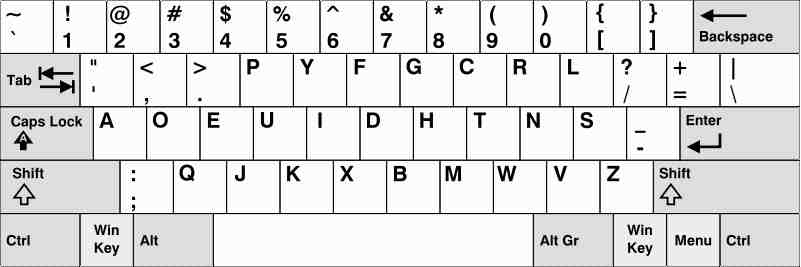 ~ ! @ # $ % ^ & * ( ) { }
` 1 2 3 4 5 6 7 8 9 0 [ ] Backspace
Tab " < > P Y F G C R L ? + |
' , . / = \
Caps Lock A O E U I D H T N S _ Enter
A -
Shift : Q J K X B M W V Z Shift
;
Ctrl Win Key Alt Alt Gr Win Key Menu Ctrl